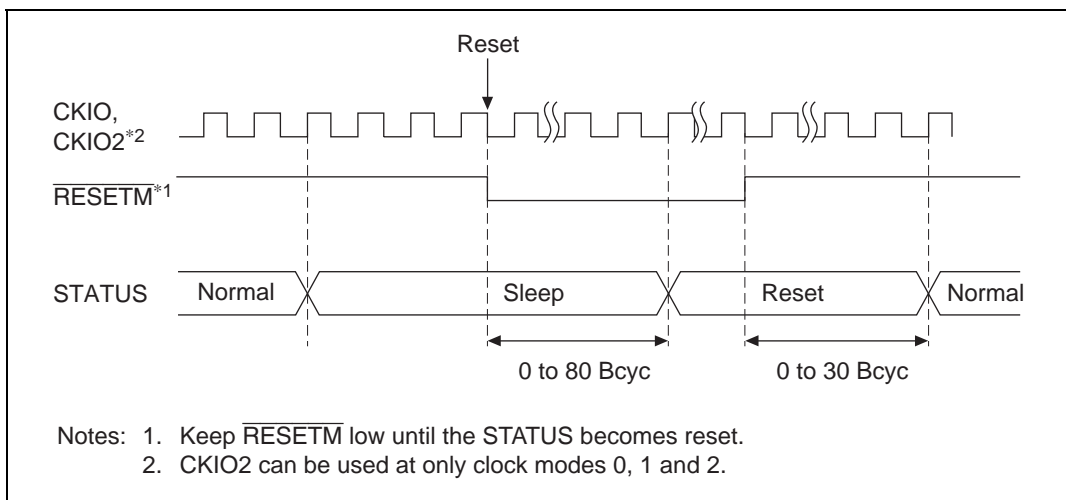 Reset
CKIO,
CKIO2*2
RESETM*1
STATUS Normal Sleep Reset Normal
0 to 80 Bcyc 0 to 30 Bcyc
Notes: 1. Keep RESETM low until the STATUS becomes reset.
2. CKIO2 can be used at only clock modes 0, 1 and 2.